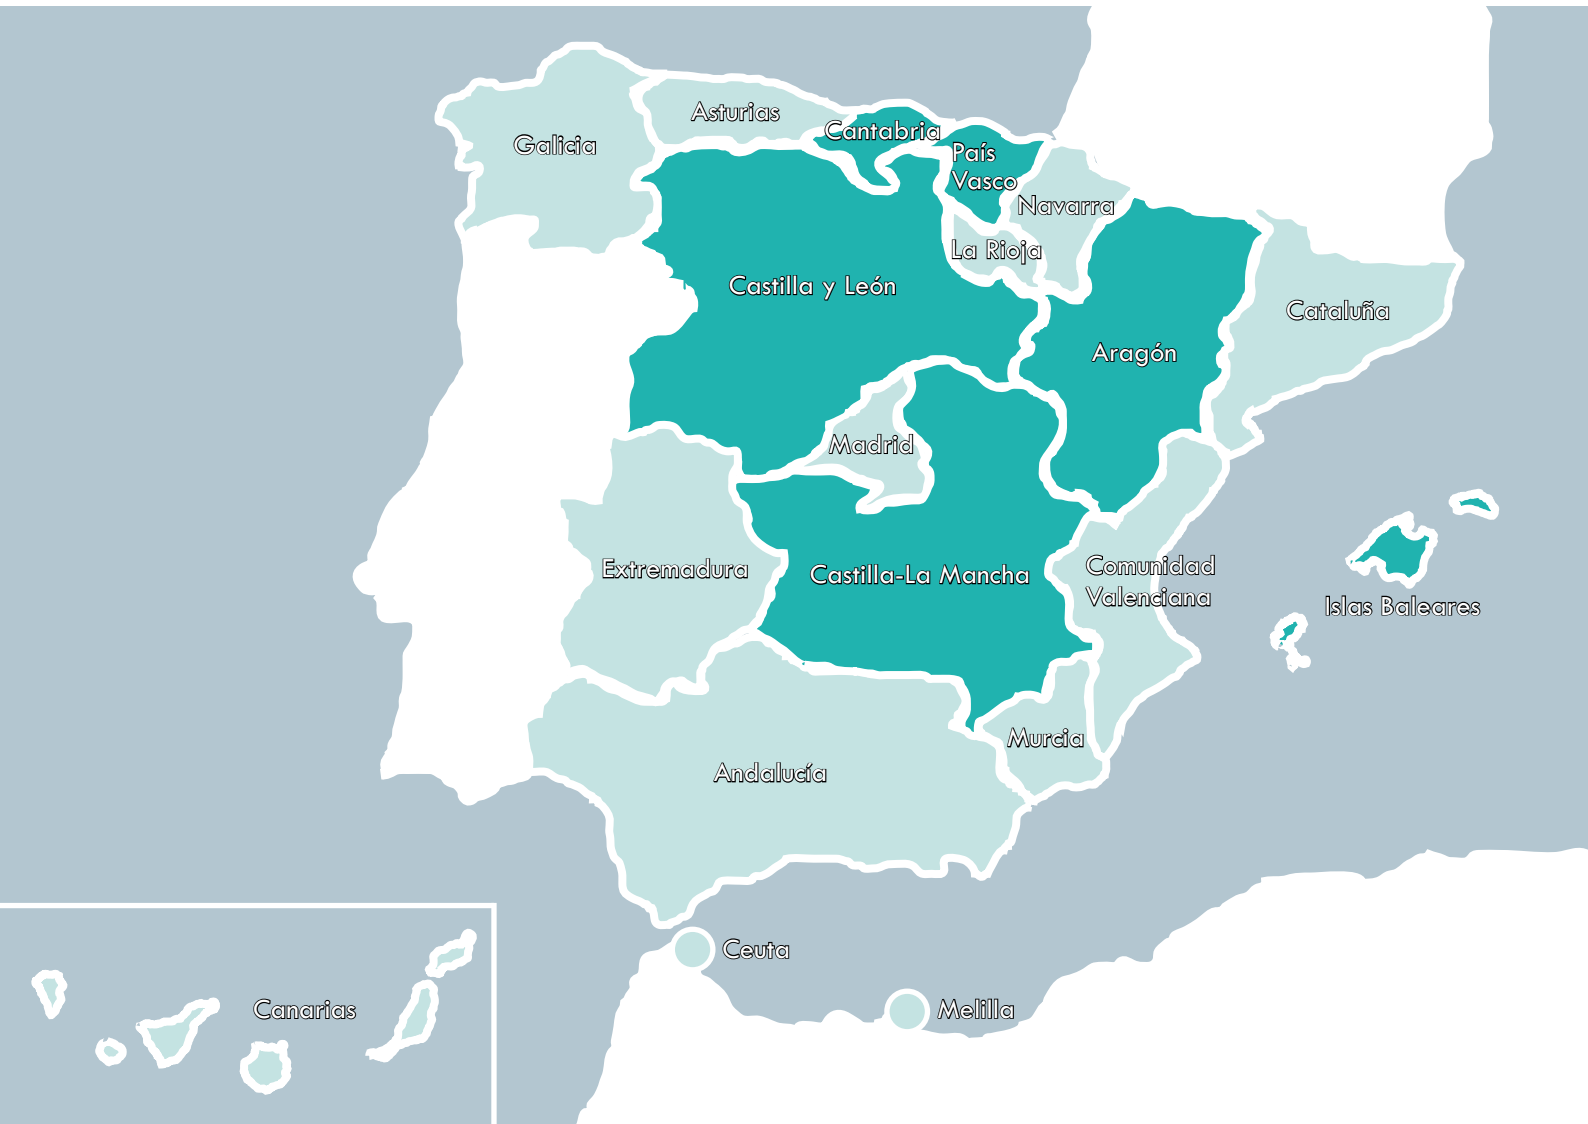 Asturias
Cantabria
Galicia
País
Vasco
Navarra
La Rioja
Castilla y León
Cataluña
Aragón
Madrid
Extremadura
Castilla-La Mancha
Comunidad
Valenciana
Islas Baleares
Murcia
Andalucía
Ceuta
Canarias
Melilla